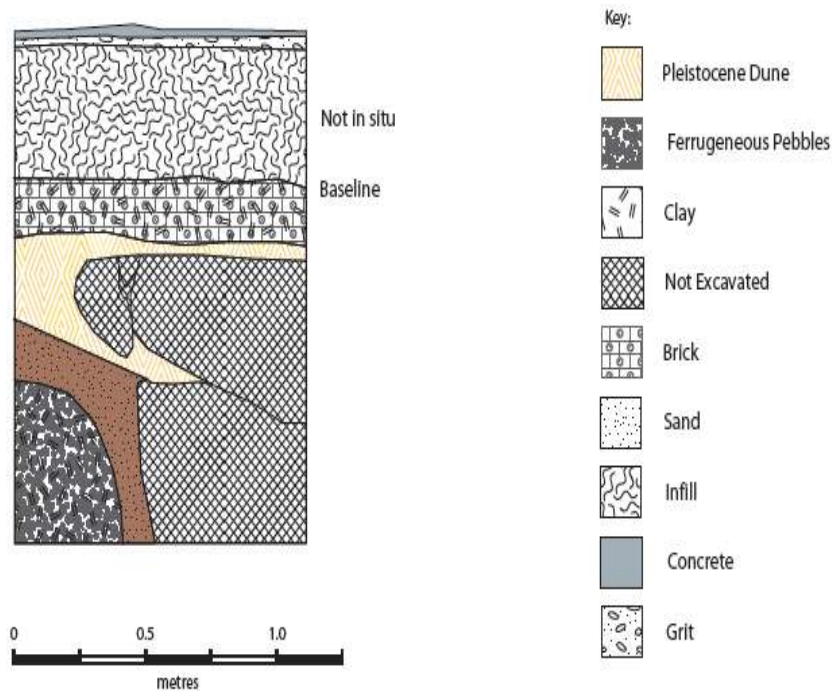 Not in situ
Baseline
0 0.5 1.0
metres
Key:
Pleistocene Dune
Ferrugeneous Pebbles
Clay
Not Excavated
Brick
Sand
Infill
Concrete
Grit